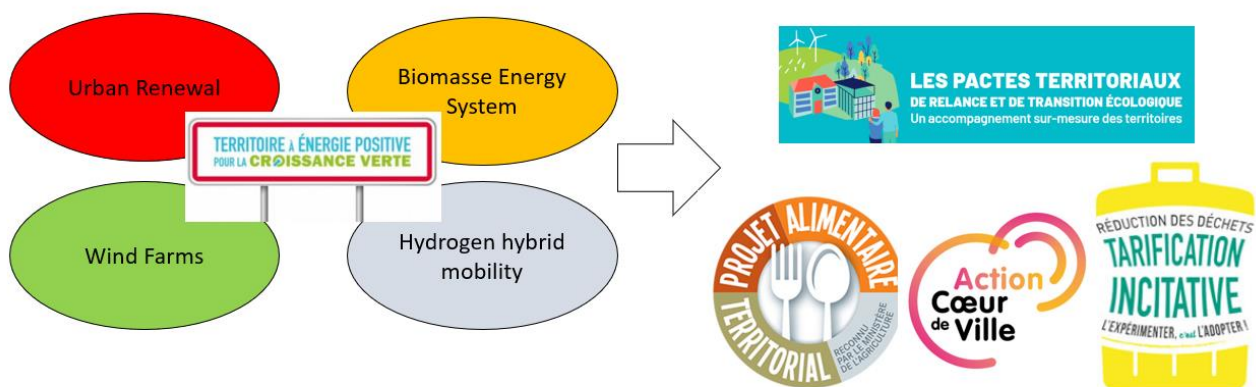 Urban Renewal
Biomasse Energy
System
TERRITOIRE À ÉNERGIE POSITIVE
POUR LA CROISSANCE VERTE
Wind Farms
Hydrogen hybrid
mobility
LES PACTES TERRITORIAUX
DE RELANCE ET DE TRANSITION ÉCOLOGIQUE
Un accompagnement sur-mesure des territoires
PROJET ALIMENTAIRE
TERRITORIAL
RECONNU
PAR LE MINISTÈRE
DE L'AGRICULTURE
Action
Cœur
de Ville
RÉDUCTION DES DÉCHETS
TARIFICATION
INCITATIVE
L'EXPÉRIMENTER, c'est L'ADOPTER !